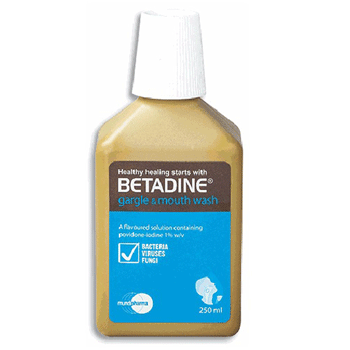 Healthy healing starts with
BETADINE®
gargle & mouth wash
A flavoured solution containing
povidone-iodine 1% w/v
BACTERIA
VIRUSES
FUNGI
mundipharma
250 ml